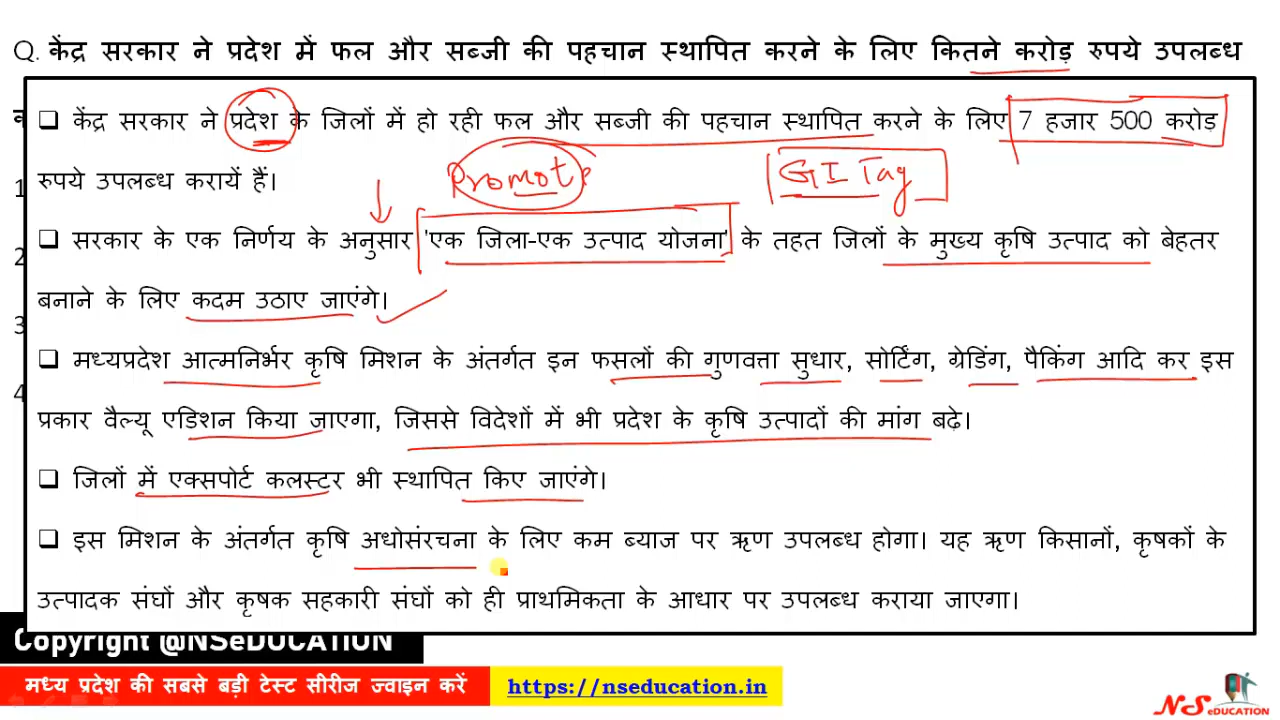 Q. केंद्र सरकार ने प्रदेश में फल और सब्जी की पहचान स्थापित करने के लिए कितने करोड़ रुपये उपलब्ध
❑ केंद्र सरकार ने प्रदेश के जिलों में हो रही फल और सब्जी की पहचान स्थापित करने के लिए 7 हजार 500 करोड़
Promote GI Tag
1
रुपये उपलब्ध करायें हैं।
2
❑ सरकार के एक निर्णय के अनुसार 'एक जिला-एक उत्पाद योजना' के तहत जिलों के मुख्य कृषि उत्पाद को बेहतर
बनाने के लिए कदम उठाए जाएंगे।
3
❑ मध्यप्रदेश आत्मनिर्भर कृषि मिशन के अंतर्गत इन फसलों की गुणवत्ता सुधार, सोर्टिंग, ग्रेडिंग, पैकिंग आदि कर इस
4
प्रकार वैल्यू एडिशन किया जाएगा, जिससे विदेशों में भी प्रदेश के कृषि उत्पादों की मांग बढ़े।
❑ जिलों में एक्सपोर्ट कलस्टर भी स्थापित किए जाएंगे।
❑ इस मिशन के अंतर्गत कृषि अधोसंरचना के लिए कम ब्याज पर ऋण उपलब्ध होगा। यह ऋण किसानों, कृषकों के
उत्पादक संघों और कृषक सहकारी संघों को ही प्राथमिकता के आधार पर उपलब्ध कराया जाएगा।
Copyright @NSeDUCATION
मध्य प्रदेश की सबसे बड़ी टेस्ट सीरीज ज्वाइन करें https://nseducation.in
NS eDUCATION